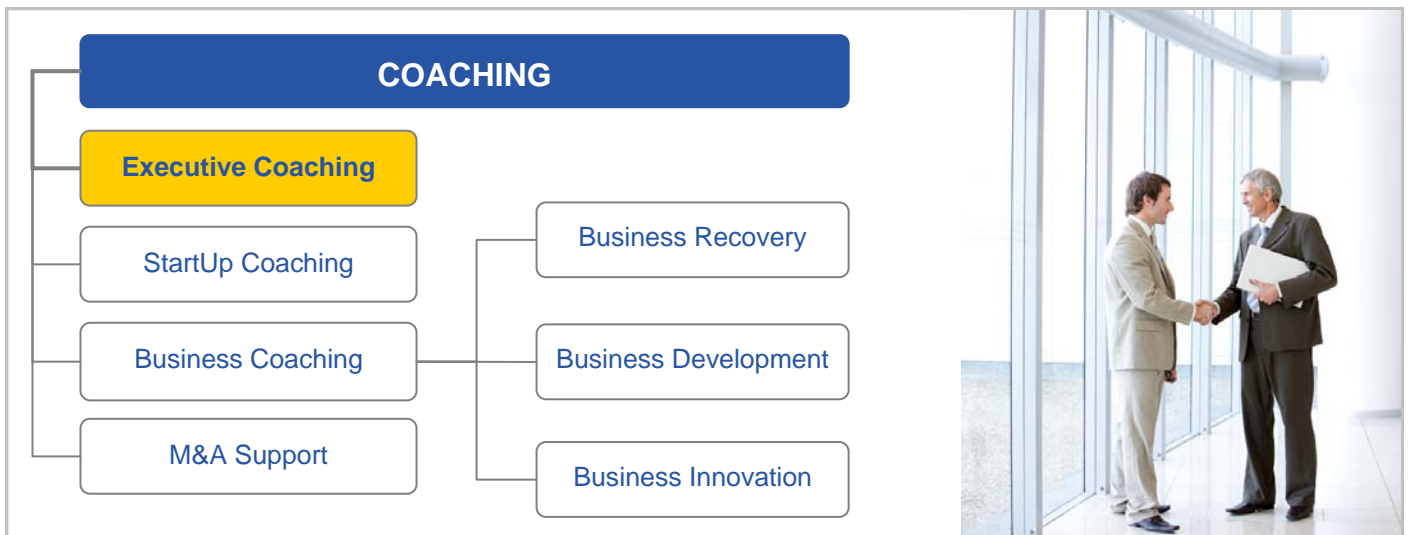 COACHING
Executive Coaching
StartUp Coaching
Business Coaching
M&A Support
Business Recovery
Business Development
Business Innovation